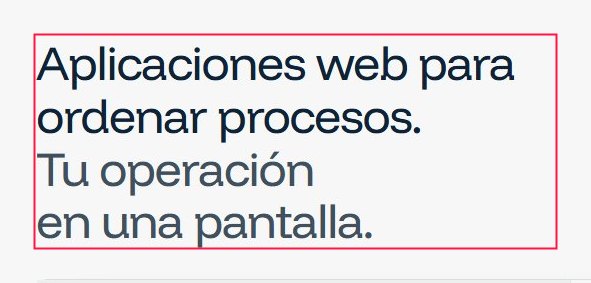 Aplicaciones web para
ordenar procesos.
Tu operación
en una pantalla.